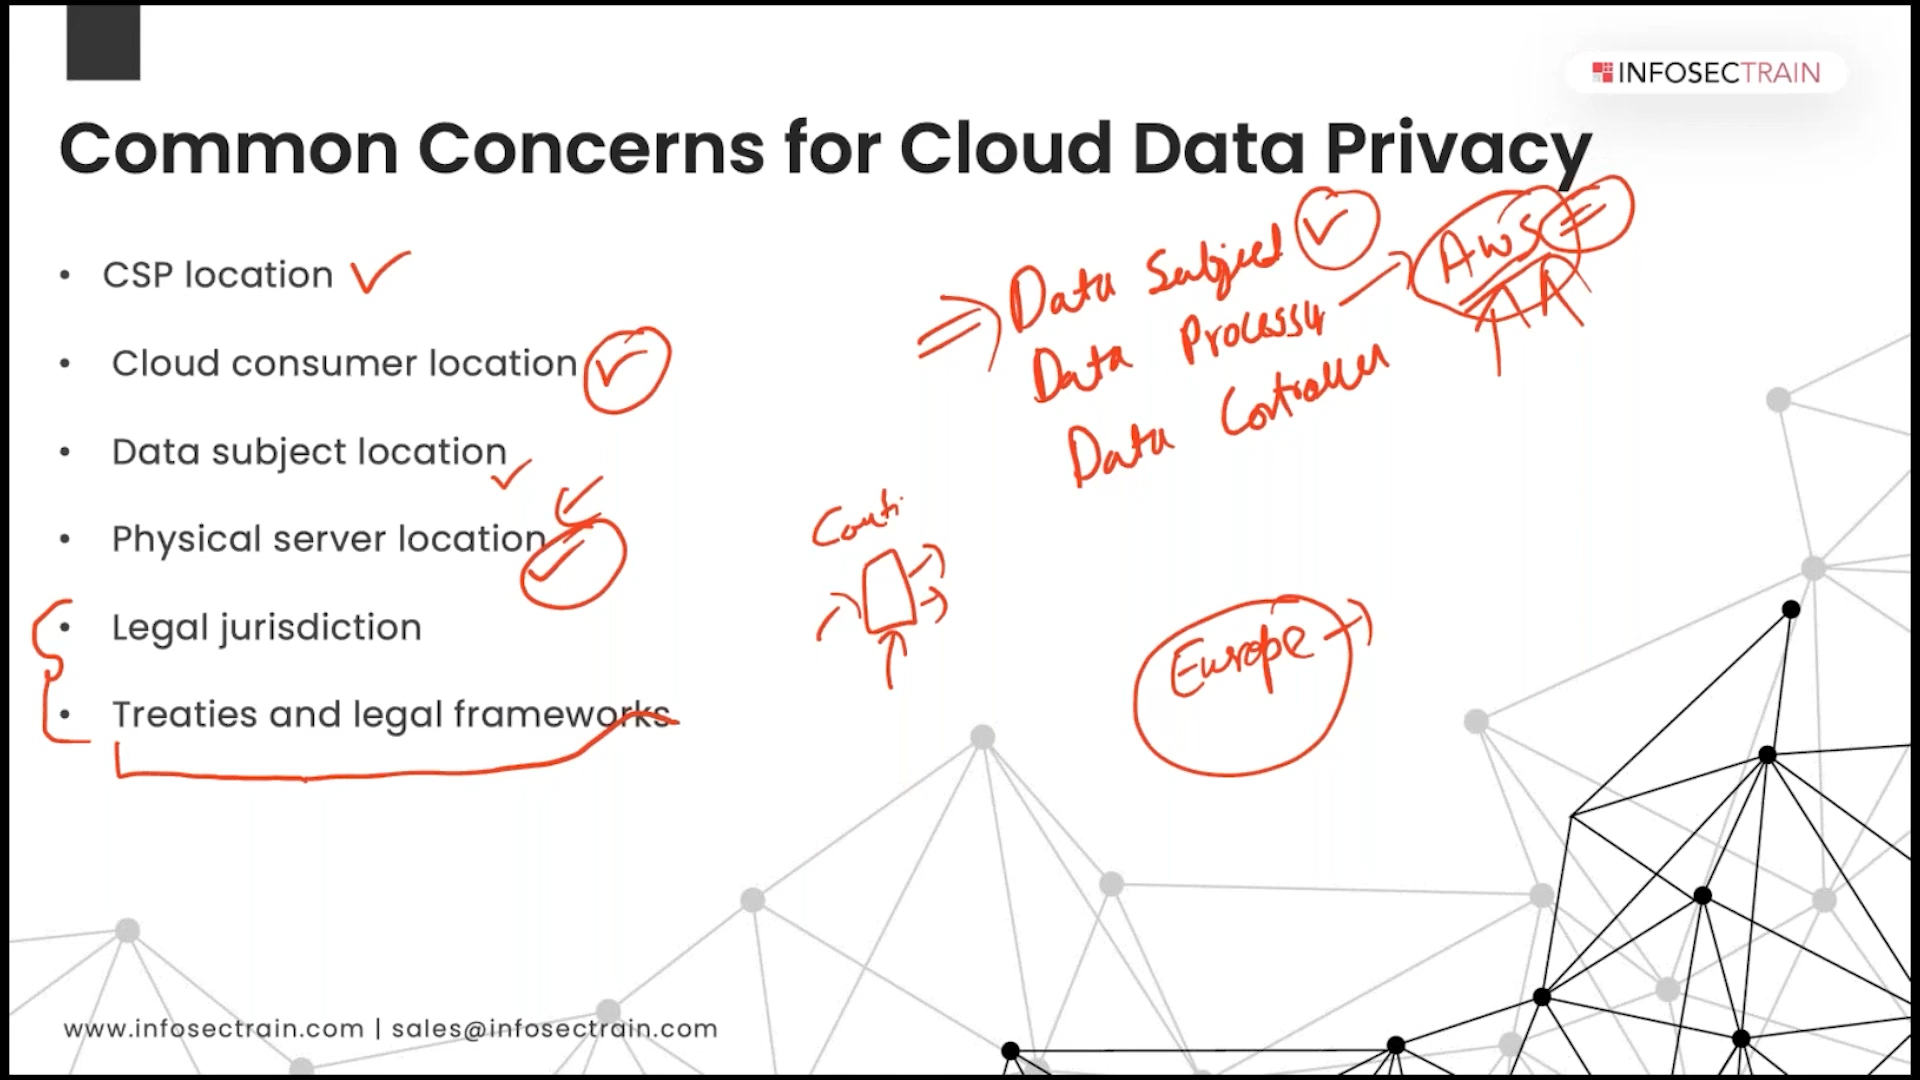 INFOSECTRAIN
Common Concerns for Cloud Data Privacy
• CSP location
• Cloud consumer location
• Data subject location
• Physical server location
• Legal jurisdiction
• Treaties and legal frameworks
Data Subject
Data Processr
Data Controller
AWS
Europe
www.infosectrain.com | sales@infosectrain.com